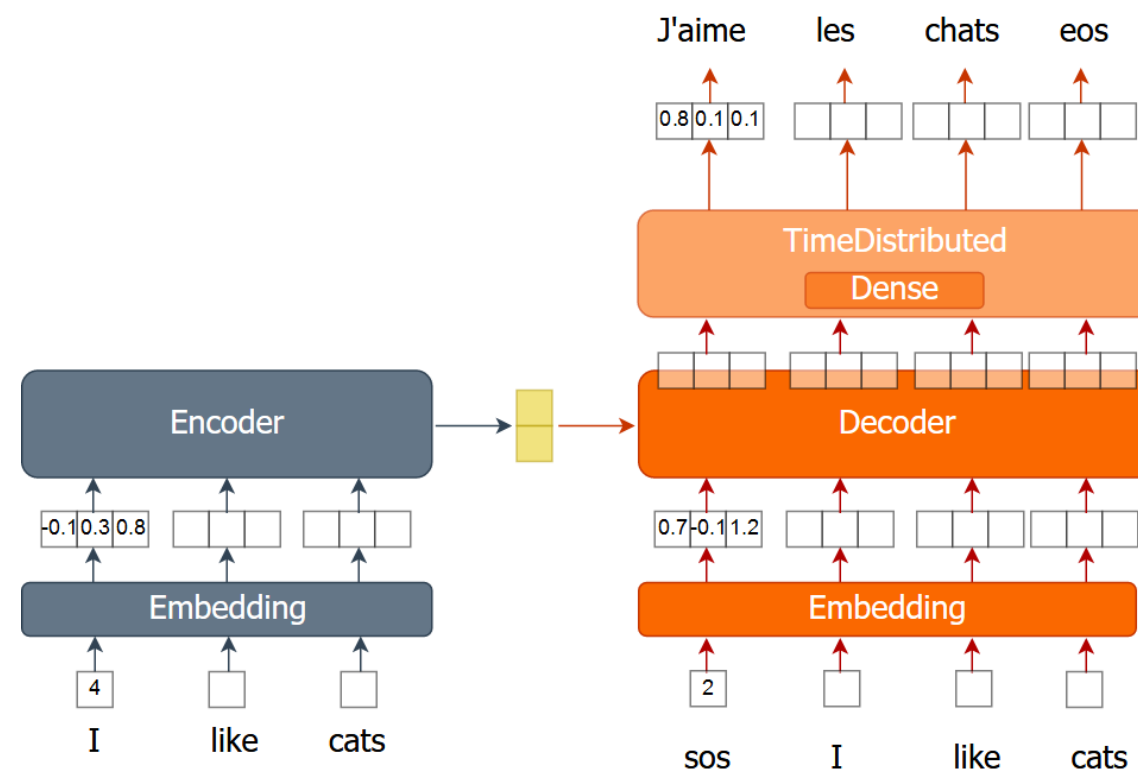 J'aime les chats eos
0.8 0.1 0.1
TimeDistributed
Dense
Encoder
Decoder
-0.1 0.3 0.8
0.7 -0.1 1.2
Embedding
Embedding
4
2
I like cats
sos I like cats